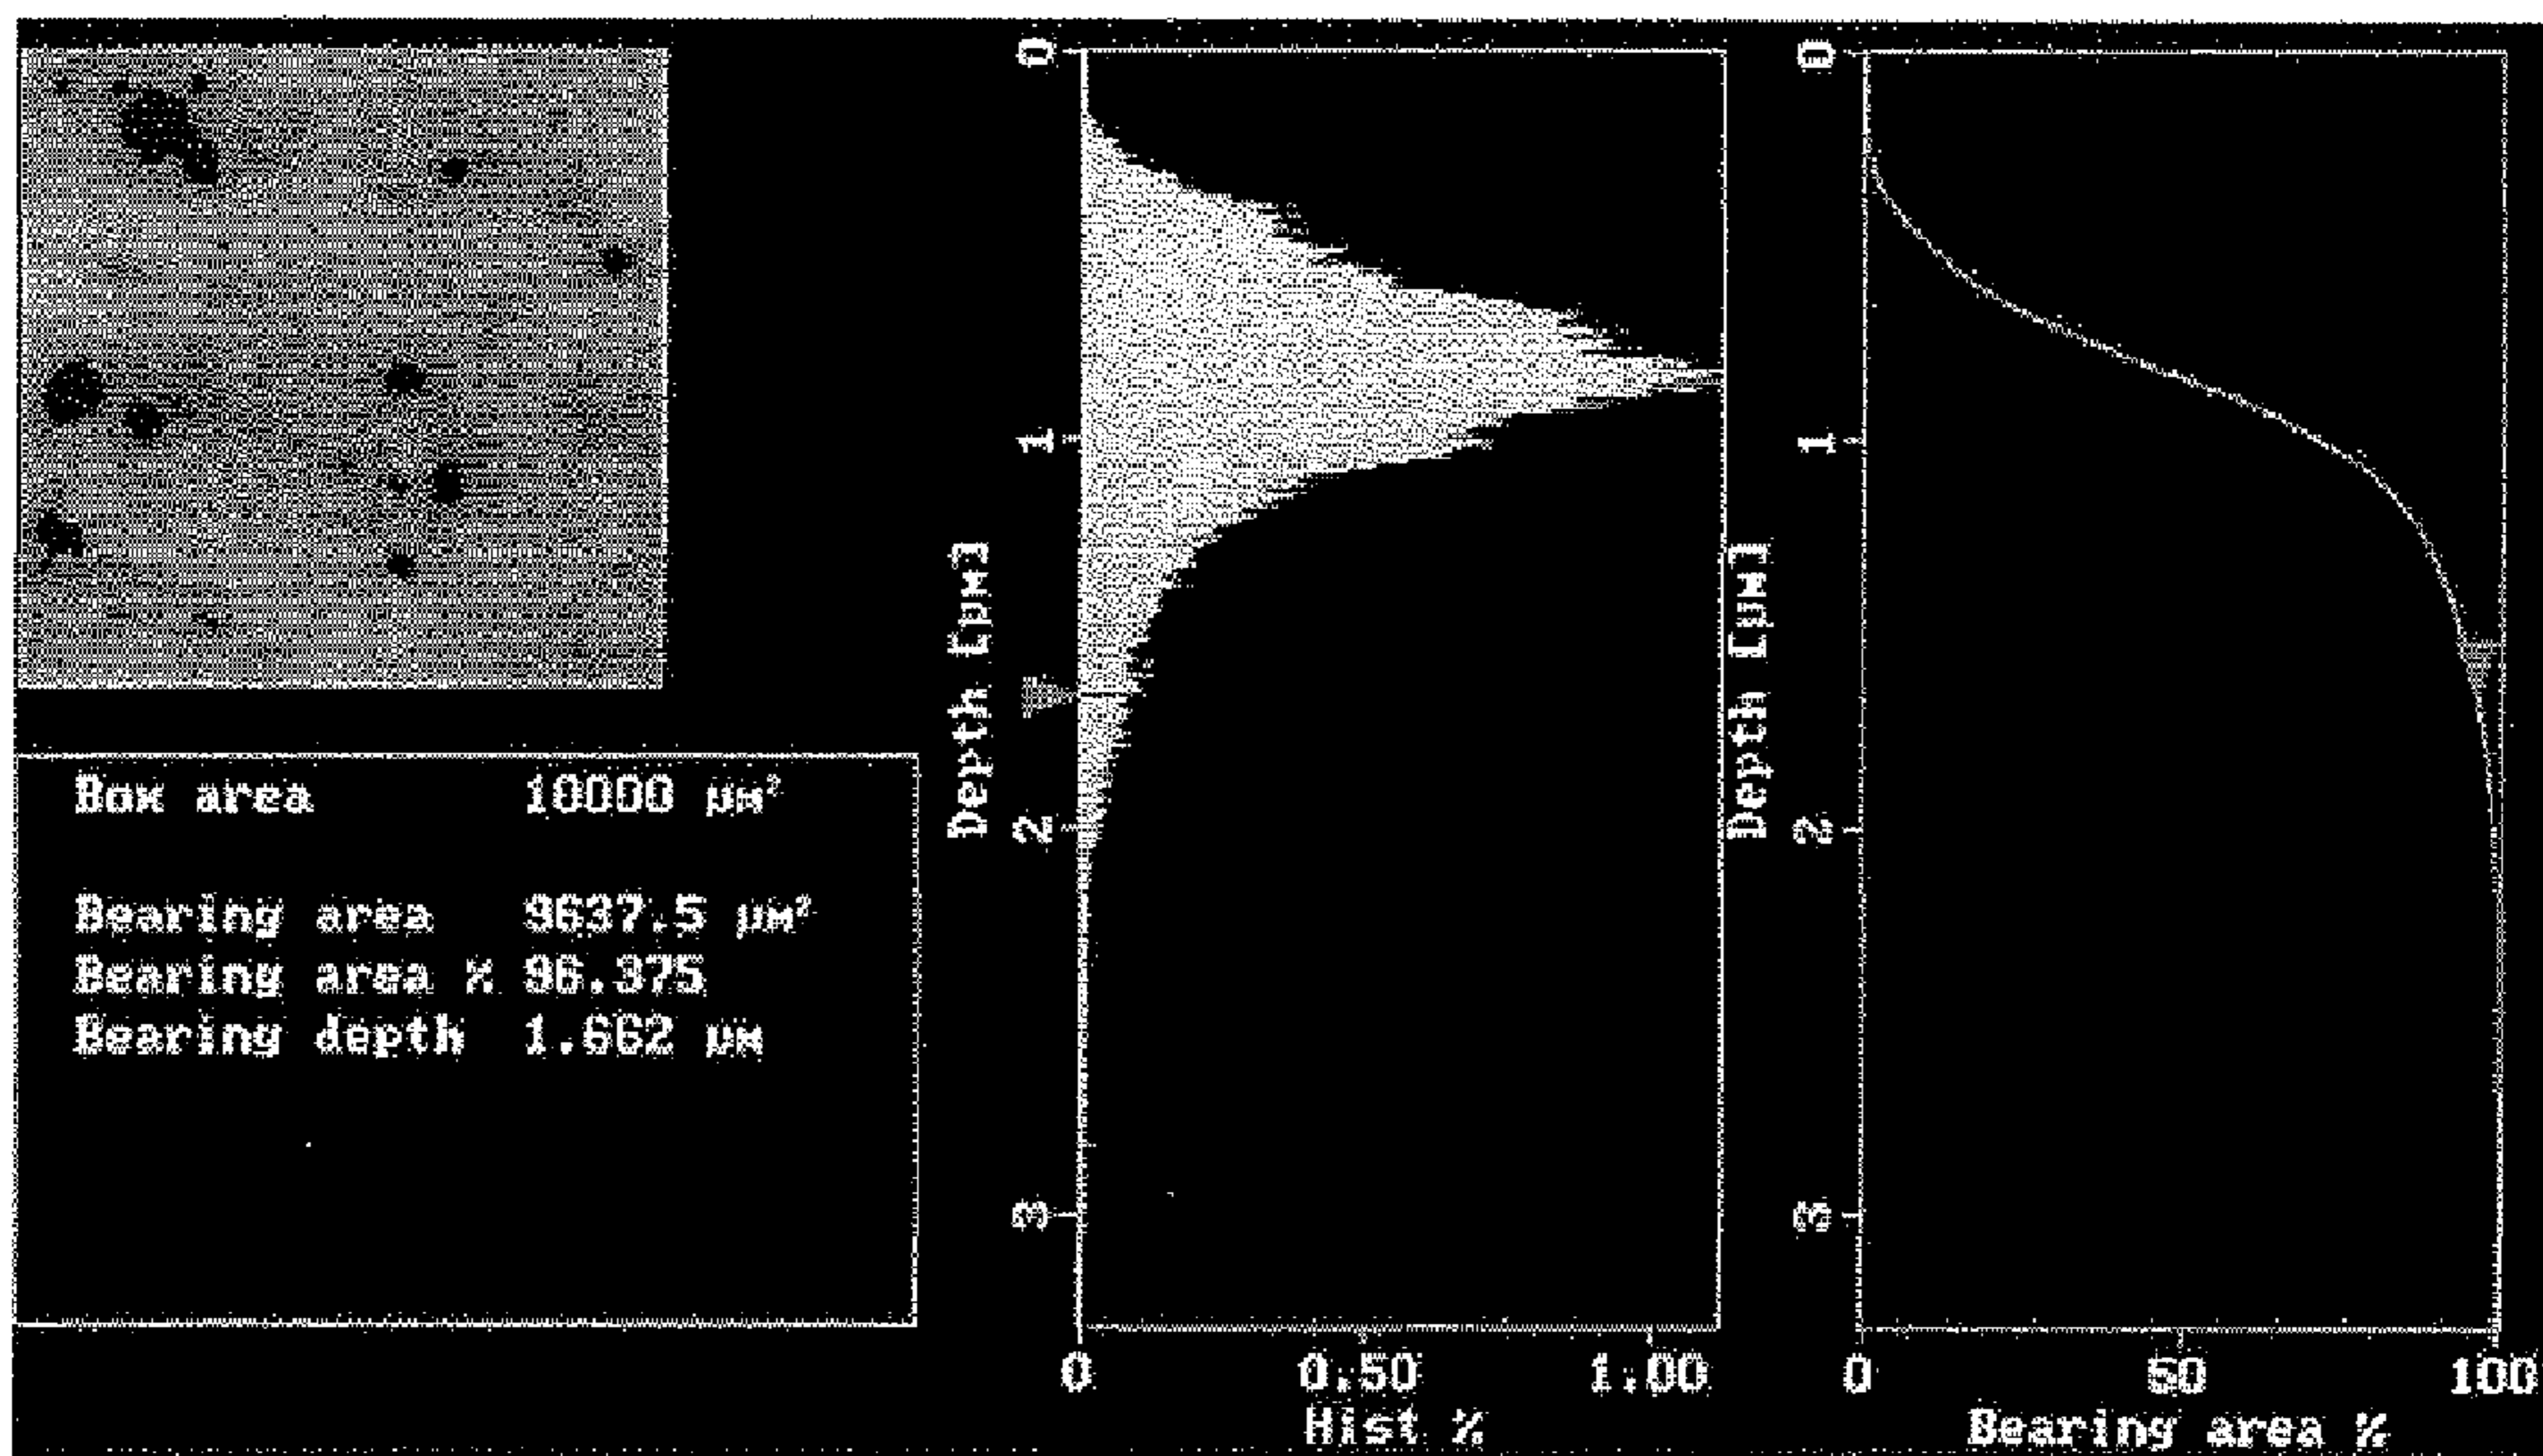 Box area 10000 µm²
Bearing area 9637.5 µm²
Bearing area % 96.375
Bearing depth 1.662 µm
0
1
2
3
Depth [µm]
0 0.50 1.00
Hist %
0
1
2
3
Depth [µm]
0 50 100
Bearing area %